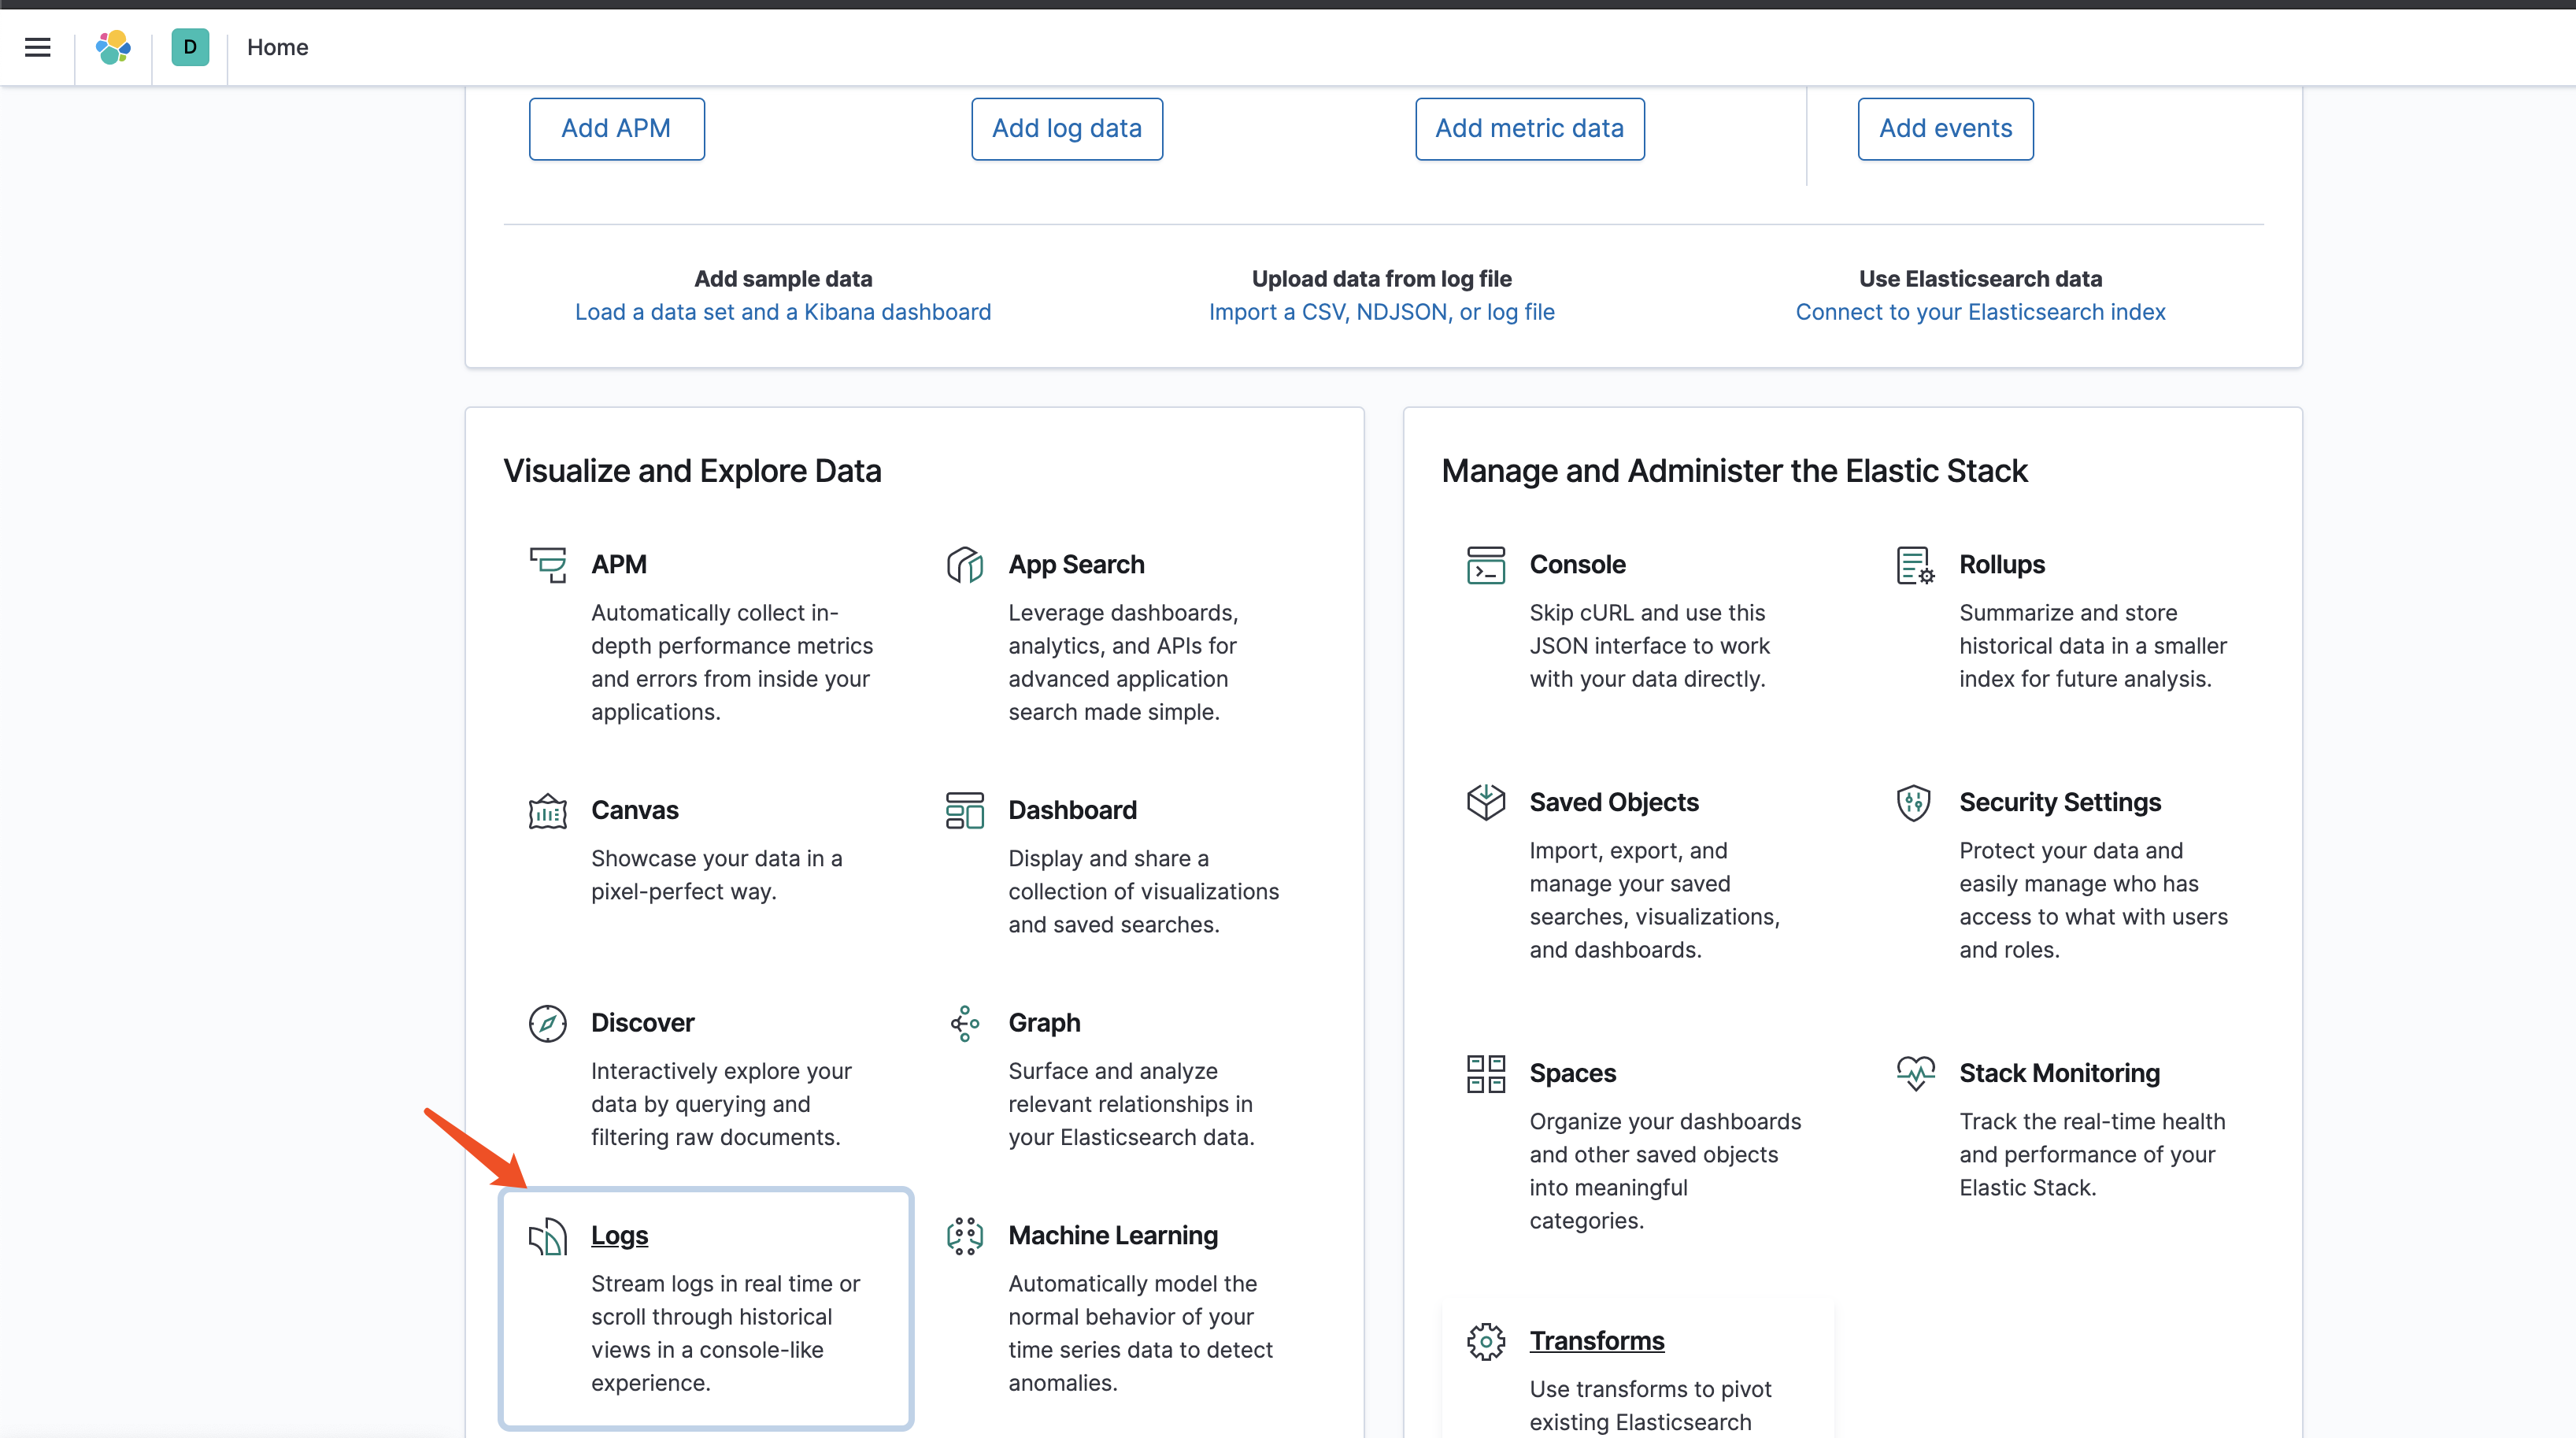 D
Home
Add APM
Add log data
Add metric data
Add events
Add sample data
Load a data set and a Kibana dashboard
Upload data from log file
Import a CSV, NDJSON, or log file
Use Elasticsearch data
Connect to your Elasticsearch index
Visualize and Explore Data
APM
Automatically collect in-
depth performance metrics
and errors from inside your
applications.
App Search
Leverage dashboards,
analytics, and APIs for
advanced application
search made simple.
Canvas
Showcase your data in a
pixel-perfect way.
Dashboard
Display and share a
collection of visualizations
and saved searches.
Discover
Interactively explore your
data by querying and
filtering raw documents.
Graph
Surface and analyze
relevant relationships in
your Elasticsearch data.
Logs
Stream logs in real time or
scroll through historical
views in a console-like
experience.
Machine Learning
Automatically model the
normal behavior of your
time series data to detect
anomalies.
Manage and Administer the Elastic Stack
Console
Skip cURL and use this
JSON interface to work
with your data directly.
Rollups
Summarize and store
historical data in a smaller
index for future analysis.
Saved Objects
Import, export, and
manage your saved
searches, visualizations,
and dashboards.
Security Settings
Protect your data and
easily manage who has
access to what with users
and roles.
Spaces
Organize your dashboards
and other saved objects
into meaningful
categories.
Stack Monitoring
Track the real-time health
and performance of your
Elastic Stack.
Transforms
Use transforms to pivot
existing Elasticsearch